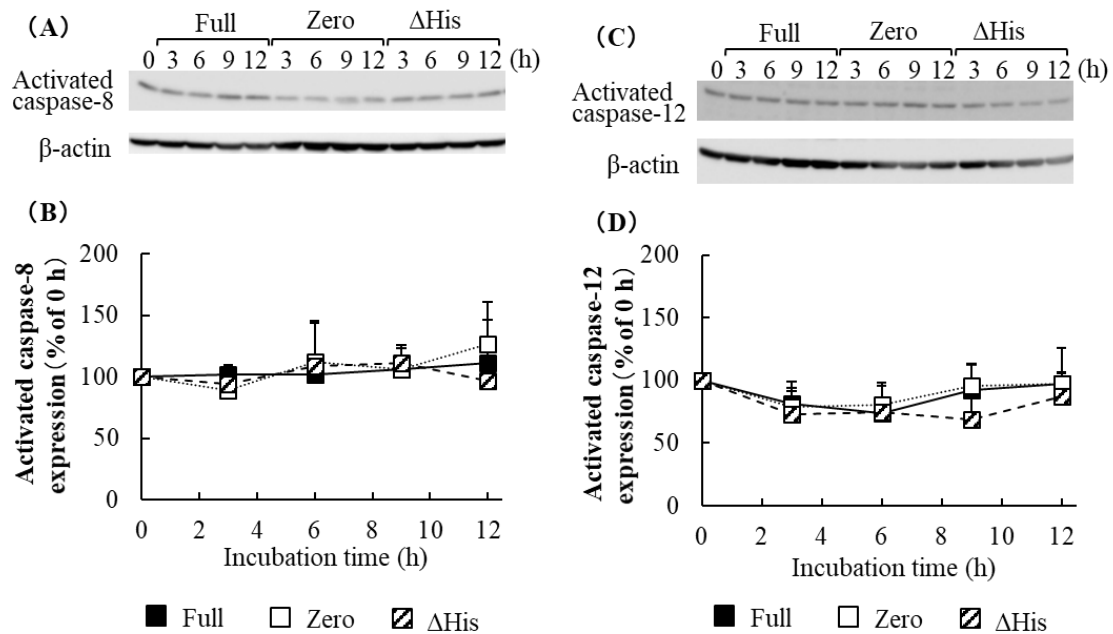 （A）
Full Zero ΔHis
0 3 6 9 12 3 6 9 12 3 6 9 12 (h)
Activated
caspase-8
β-actin
（B）
Activated caspase-8
expression（% of 0 h）
200
150
100
50
0
0 2 4 6 8 10 12
Incubation time (h)
Full Zero ΔHis
（C）
Full Zero ΔHis
0 3 6 9 12 3 6 9 12 3 6 9 12 (h)
Activated
caspase-12
β-actin
（D）
Activated caspase-12
expression（% of 0 h）
200
150
100
50
0
0 2 4 6 8 10 12
Incubation time (h)
Full Zero ΔHis